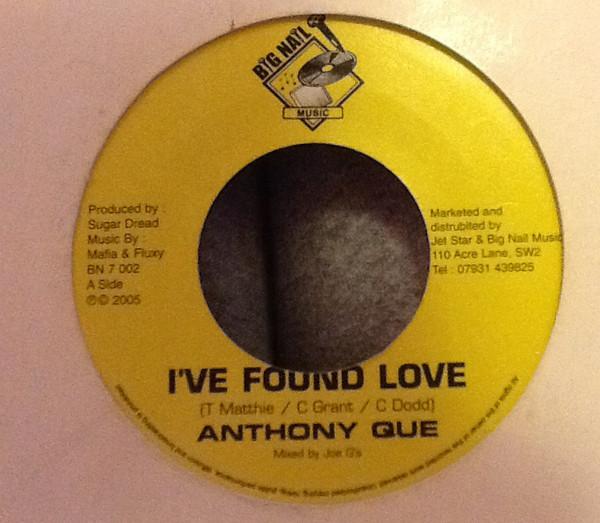 BIG NAIL
MUSIC
Produced by :
Sugar Dread
Music By :
Mafia & Fluxy
BN 7 002
A Side
℗© 2005
Marketed and
distrubited by
Jet Star & Big Nail Music
110 Acre Lane, SW2
Tel : 07931 439825
I'VE FOUND LOVE
(T Matthie / C Grant / C Dodd)
ANTHONY QUE
Mixed by Joe G's